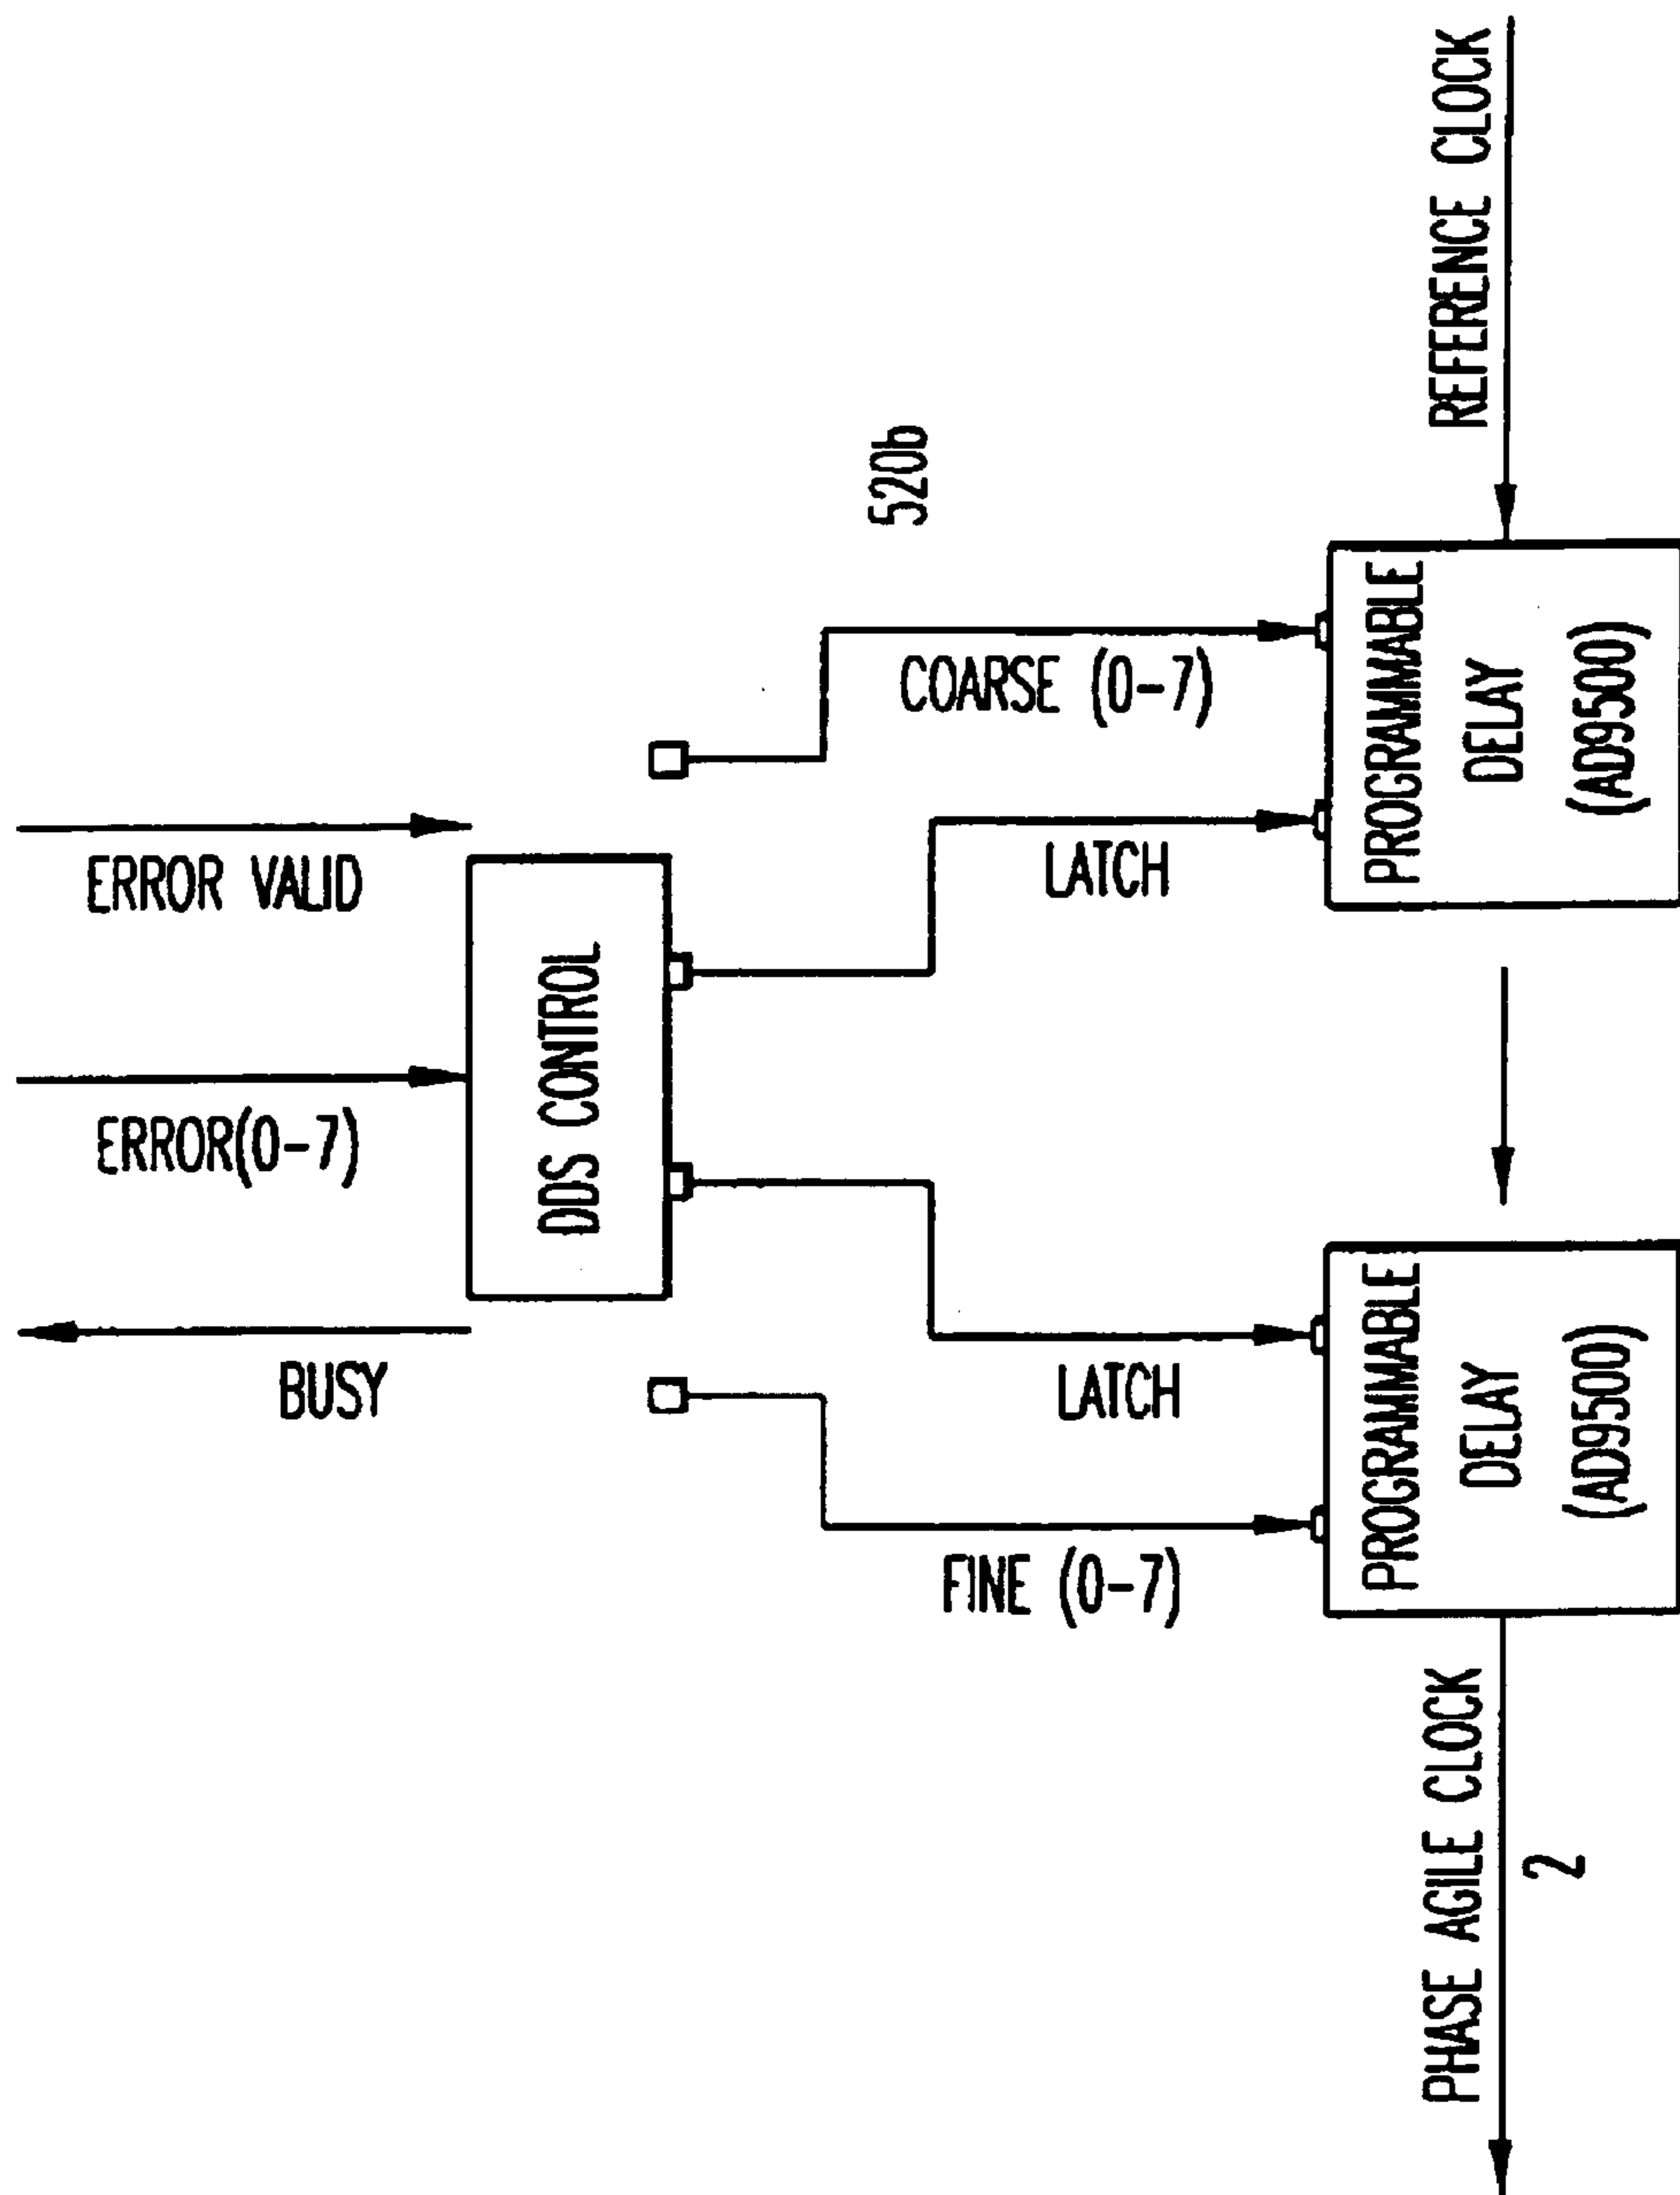 ERROR VALID
ERROR(0-7)
BUSY
DDS CONTROL
520b
COARSE (0-7)
LATCH
LATCH
FINE (0-7)
REFERENCE CLOCK
PROGRAMMABLE
DELAY
(AD9500)
PROGRAMMABLE
DELAY
(AD9500)
PHASE AGILE CLOCK
2